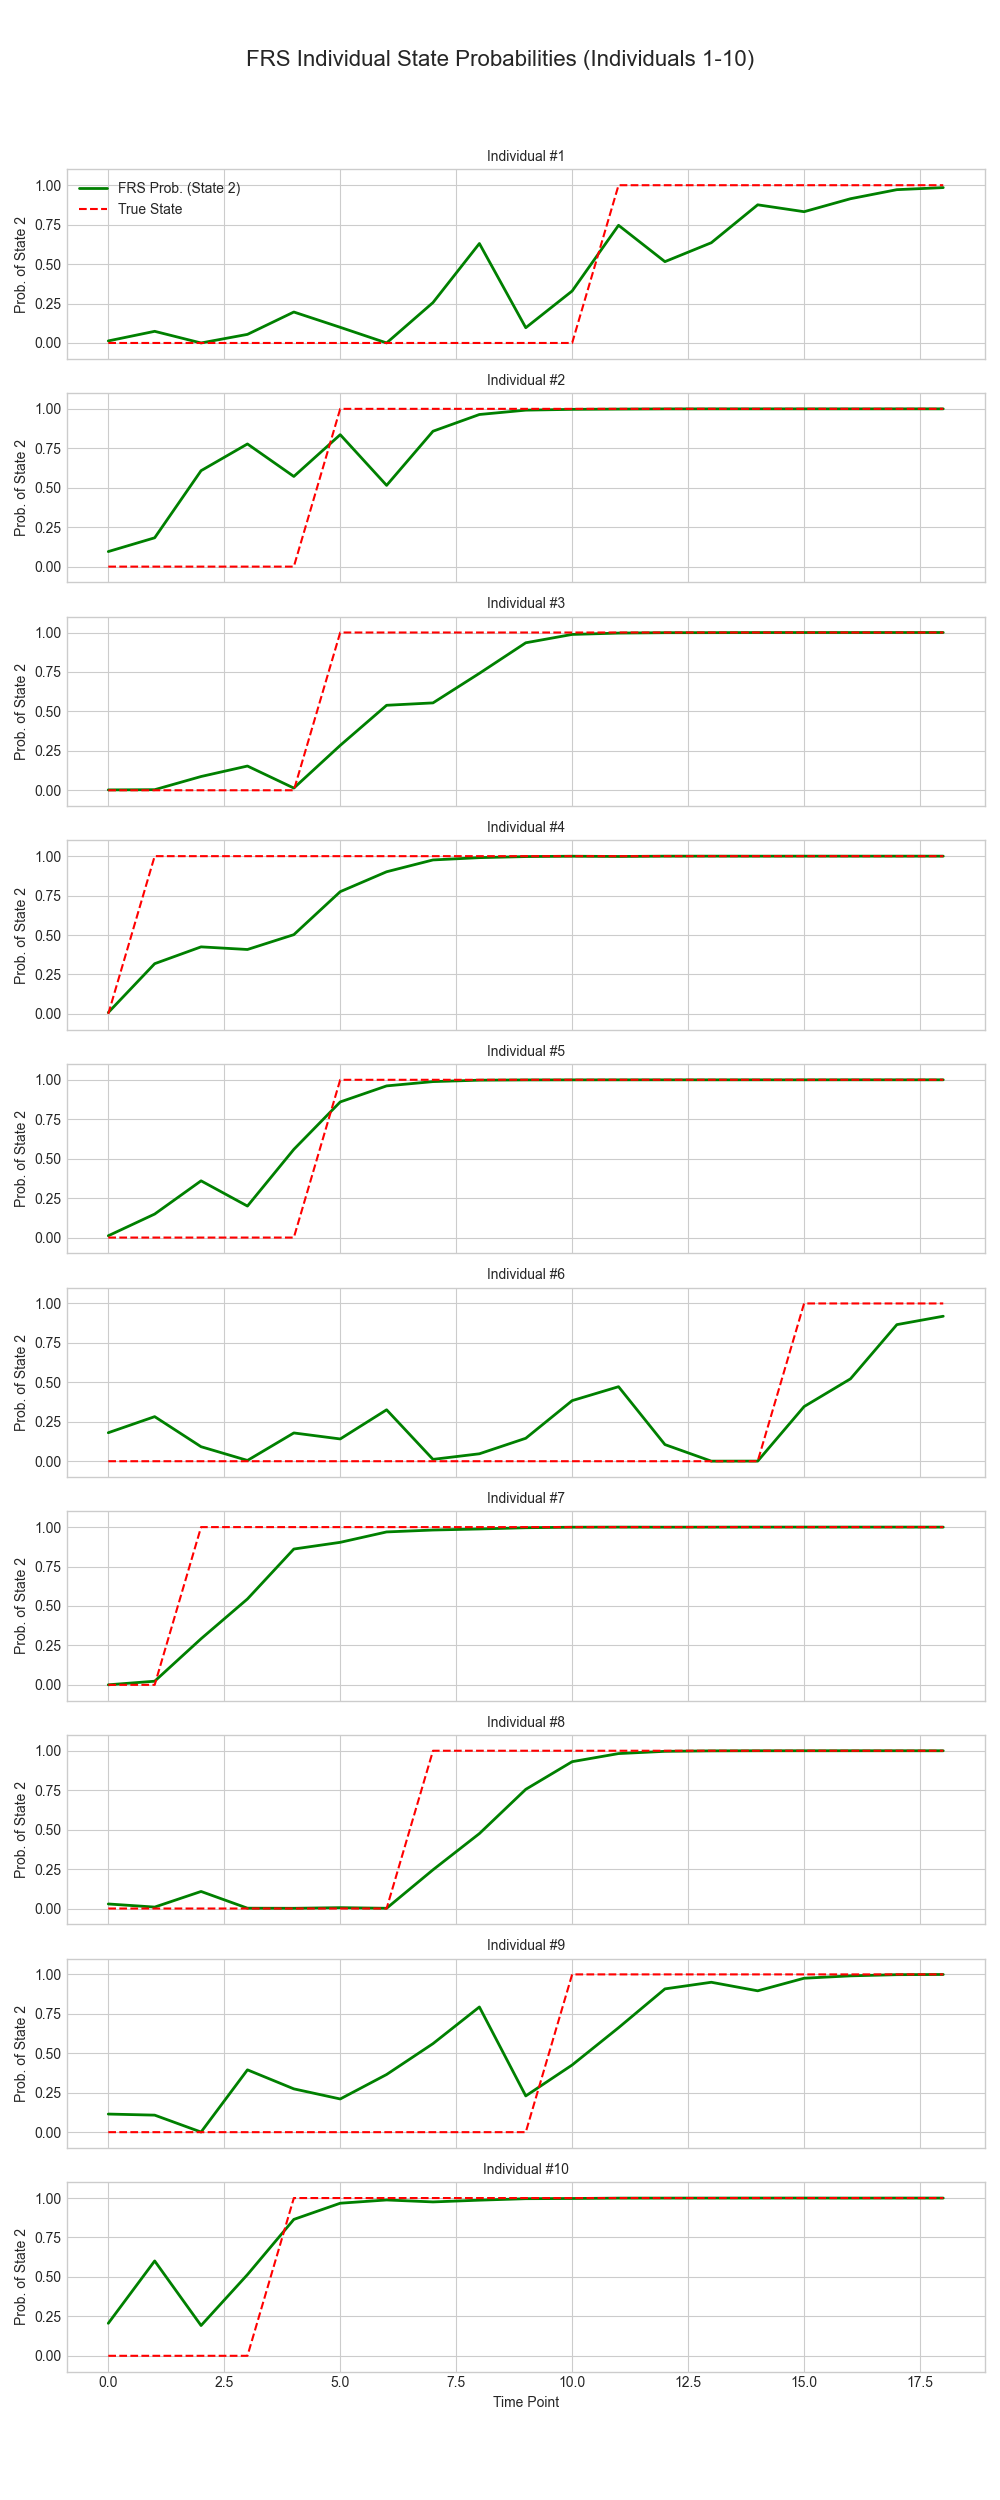 FRS Individual State Probabilities (Individuals 1-10)
Individual #1
Prob. of State 2
1.00
0.75
0.50
0.25
0.00
FRS Prob. (State 2)
True State
Individual #2
Prob. of State 2
1.00
0.75
0.50
0.25
0.00
Individual #3
Prob. of State 2
1.00
0.75
0.50
0.25
0.00
Individual #4
Prob. of State 2
1.00
0.75
0.50
0.25
0.00
Individual #5
Prob. of State 2
1.00
0.75
0.50
0.25
0.00
Individual #6
Prob. of State 2
1.00
0.75
0.50
0.25
0.00
Individual #7
Prob. of State 2
1.00
0.75
0.50
0.25
0.00
Individual #8
Prob. of State 2
1.00
0.75
0.50
0.25
0.00
Individual #9
Prob. of State 2
1.00
0.75
0.50
0.25
0.00
Individual #10
Prob. of State 2
1.00
0.75
0.50
0.25
0.00
0.0 2.5 5.0 7.5 10.0 12.5 15.0 17.5
Time Point